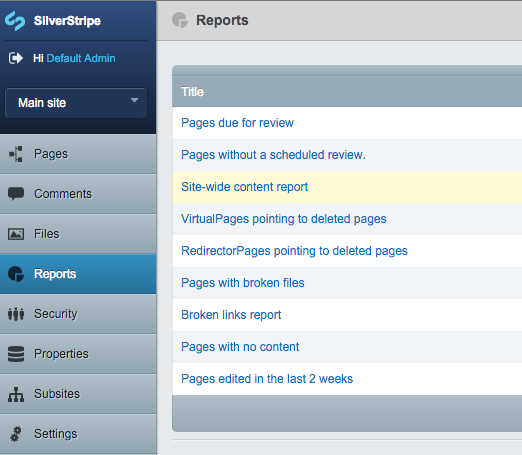 SilverStripe
Hi Default Admin
Main site
Pages
Comments
Files
Reports
Security
Properties
Subsites
Settings
Reports
Title
Pages due for review
Pages without a scheduled review.
Site-wide content report
VirtualPages pointing to deleted pages
RedirectorPages pointing to deleted pages
Pages with broken files
Broken links report
Pages with no content
Pages edited in the last 2 weeks